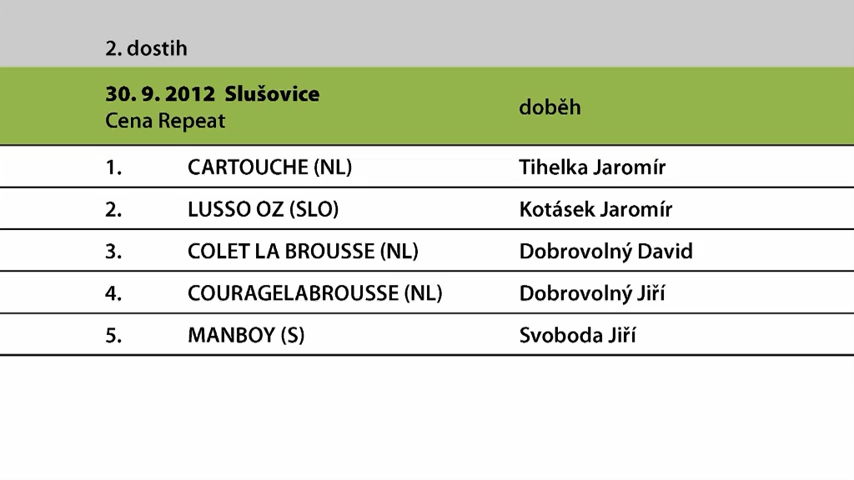 2. dostih
30. 9. 2012 Slušovice
Cena Repeat
doběh
1. CARTOUCHE (NL) Tihelka Jaromír
2. LUSSO OZ (SLO) Kotásek Jaromír
3. COLET LA BROUSSE (NL) Dobrovolný David
4. COURAGELABROUSSE (NL) Dobrovolný Jiří
5. MANBOY (S) Svoboda Jiří